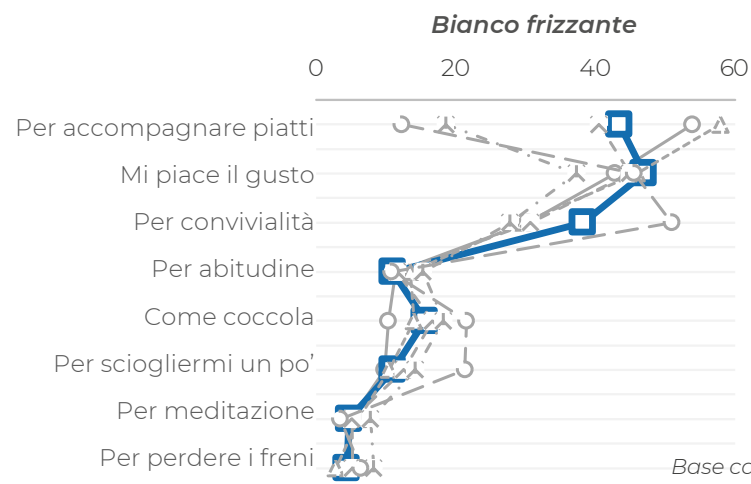 Bianco frizzante
0 20 40 60
Per accompagnare piatti
Mi piace il gusto
Per convivialità
Per abitudine
Come coccola
Per sciogliermi un po’
Per meditazione
Per perdere i freni
Base